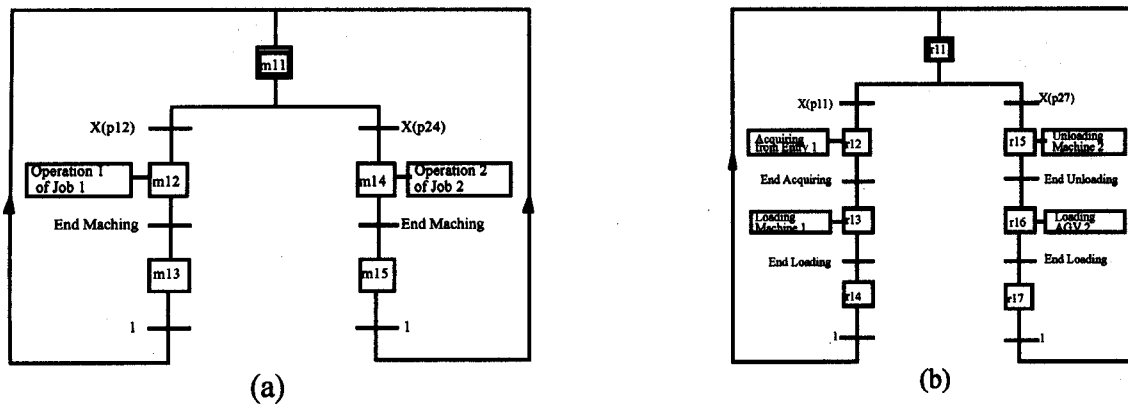 m11
X(p12)
X(p24)
Operation 1
of Job 1
m12
m14
Operation 2
of Job 2
End Maching
End Maching
m13
m15
1
1
(a)
r11
X(p11)
X(p27)
Acquiring
from Entry 1
r12
r15
Unloading
Machine 2
End Acquiring
End Unloading
Loading
Machine 1
r13
r16
Loading
AGV 2
End Loading
End Loading
r14
r17
1
1
(b)